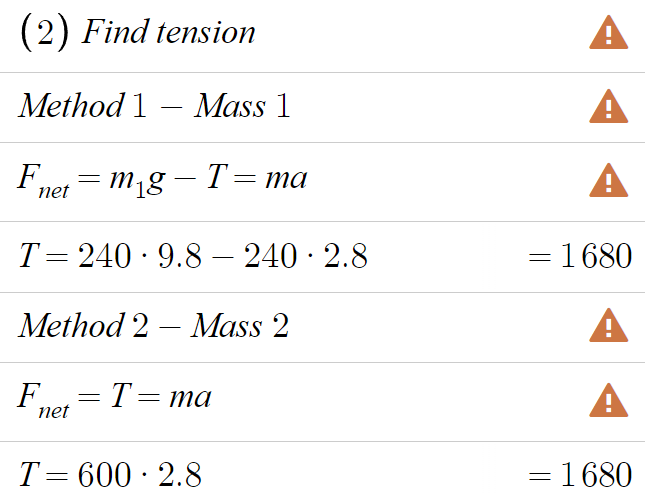 (2) Find tension
Method 1 − Mass 1
F_net = m₁g − T = ma
T = 240 · 9.8 − 240 · 2.8 = 1680
Method 2 − Mass 2
F_net = T = ma
T = 600 · 2.8 = 1680